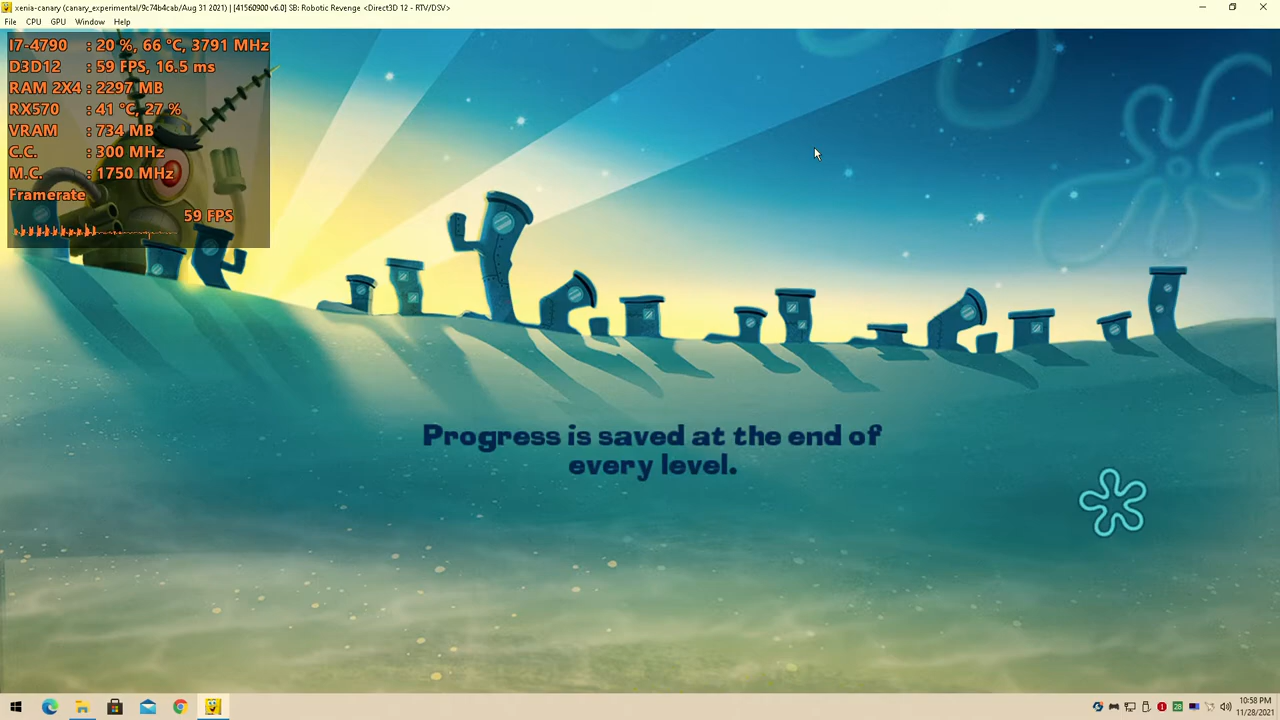 xenia-canary (canary_experimental/9c74b4cab/Aug 31 2021) | [41560900 v6.0] SB: Robotic Revenge <Direct3D 12 - RTV/DSV>
File CPU GPU Window Help
I7-4790 : 20 %, 66 °C, 3791 MHz
D3D12 : 59 FPS, 16.5 ms
RAM 2X4 : 2297 MB
RX570 : 41 °C, 27 %
VRAM : 734 MB
C.C. : 300 MHz
M.C. : 1750 MHz
Framerate
59 FPS
Progress is saved at the end of
every level.
1 28
10:58 PM
11/28/2021